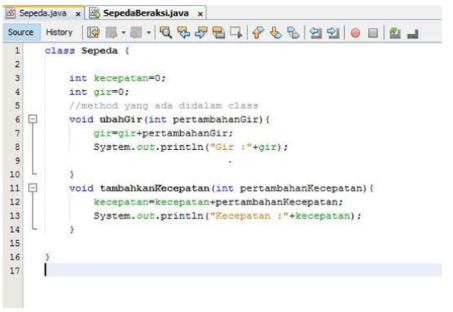 Sepeda.java x SepedaBeraksi.java x
Source History
1 class Sepeda {
2
3 int kecepatan=0;
4 int gir=0;
5 //method yang ada didalam class
6 void ubahGir(int pertambahanGir){
7 gir=gir+pertambahanGir;
8 System.out.println("Gir :"+gir);
9
10 }
11 void tambahkanKecepatan(int pertambahanKecepatan){
12 kecepatan=kecepatan+pertambahanKecepatan;
13 System.out.println("Kecepatan :"+kecepatan);
14 }
15
16 }
17